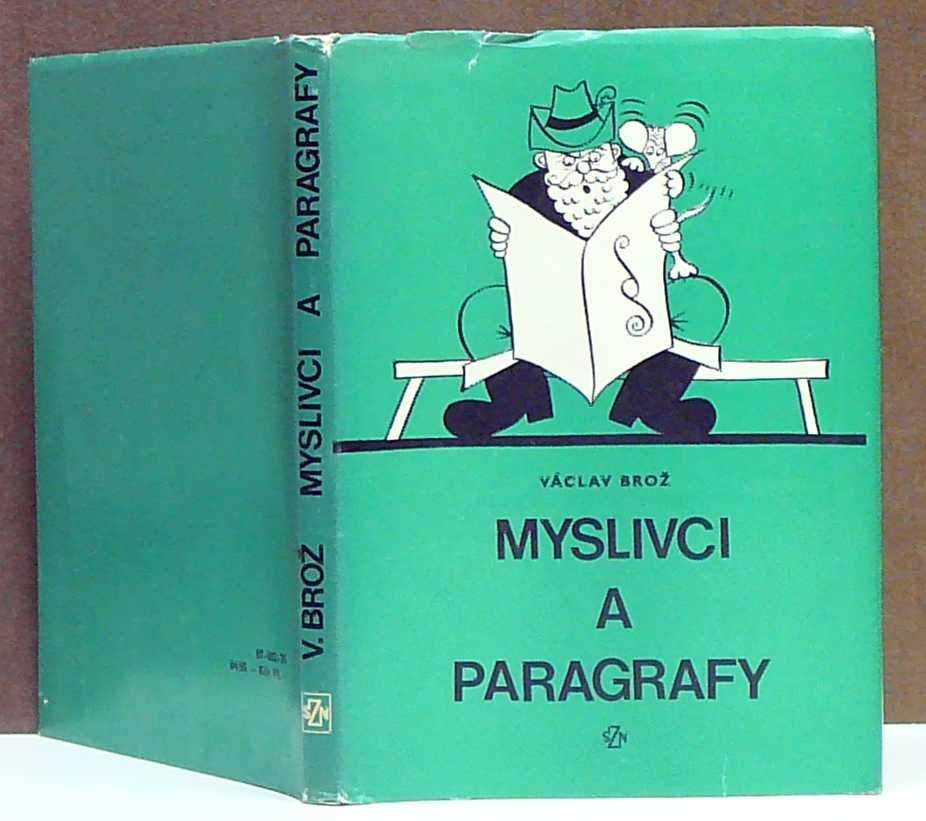 VÁCLAV BROŽ
MYSLIVCI
A
PARAGRAFY
SZN
V. BROŽ MYSLIVCI A PARAGRAFY
SZN